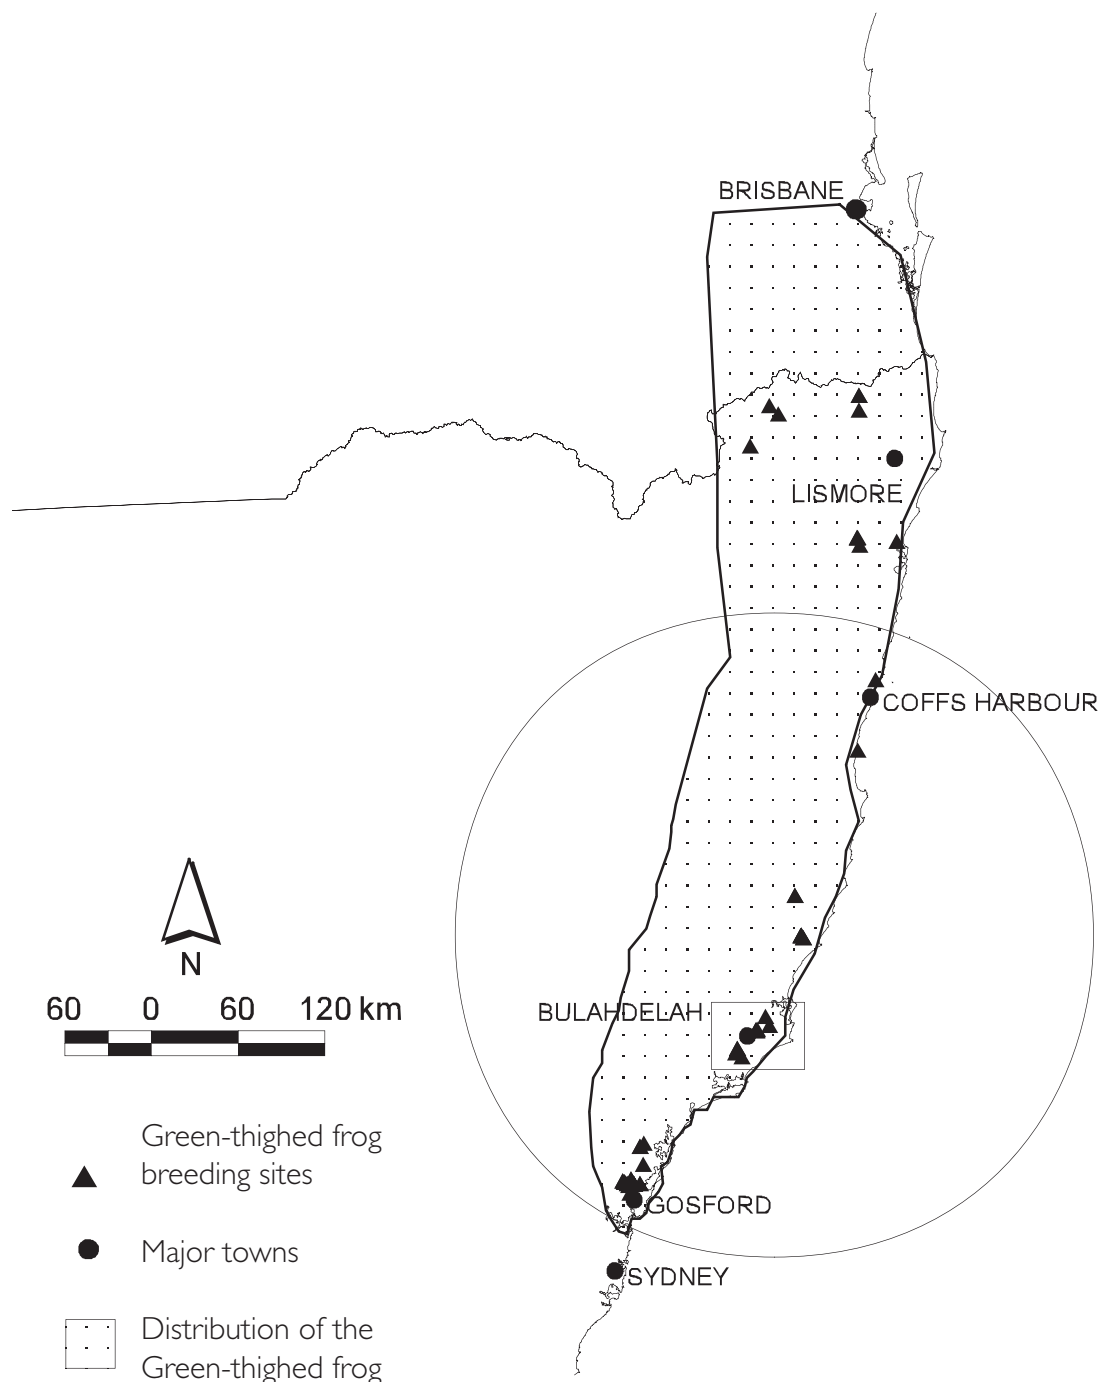 BRISBANE
LISMORE
COFFS HARBOUR
N
60 0 60 120 km
BULAHDELAH
Green-thighed frog
breeding sites
GOSFORD
Major towns
SYDNEY
Distribution of the
Green-thighed frog